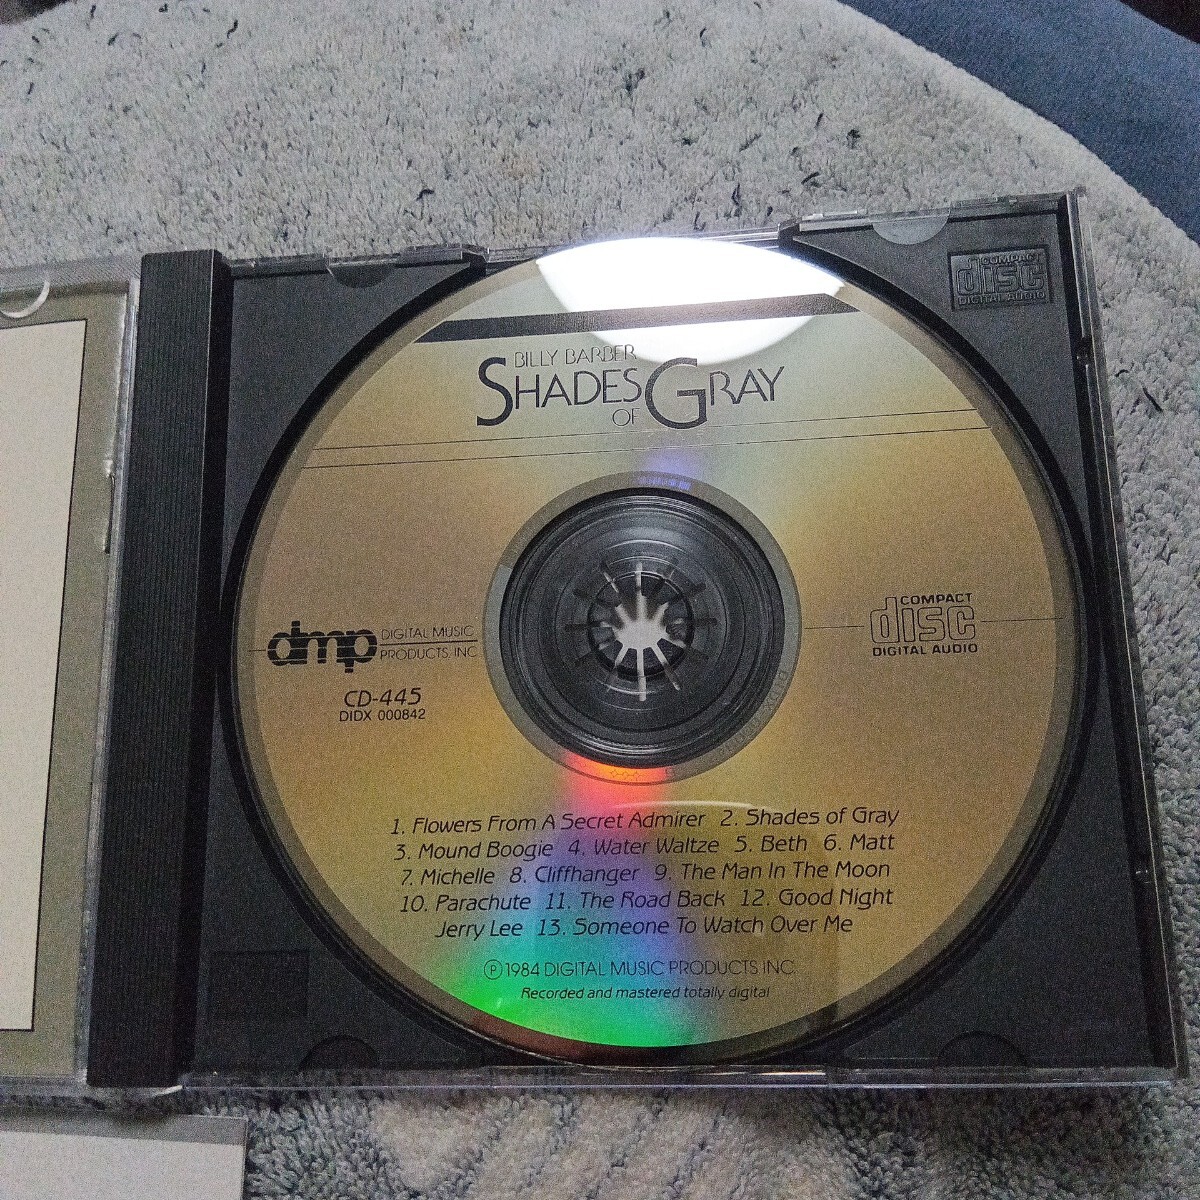 COMPACT
disc
DIGITAL AUDIO
BILLY BARBER
SHADES OF GRAY
dmp DIGITAL MUSIC
PRODUCTS, INC
CD-445
DIDX 000842
COMPACT
disc
DIGITAL AUDIO
1. Flowers From A Secret Admirer 2. Shades of Gray
3. Mound Boogie 4. Water Waltze 5. Beth 6. Matt
7. Michelle 8. Cliffhanger 9. The Man In The Moon
10. Parachute 11. The Road Back 12. Good Night
Jerry Lee 13. Someone To Watch Over Me
Ⓟ 1984 DIGITAL MUSIC PRODUCTS INC.
Recorded and mastered totally digital